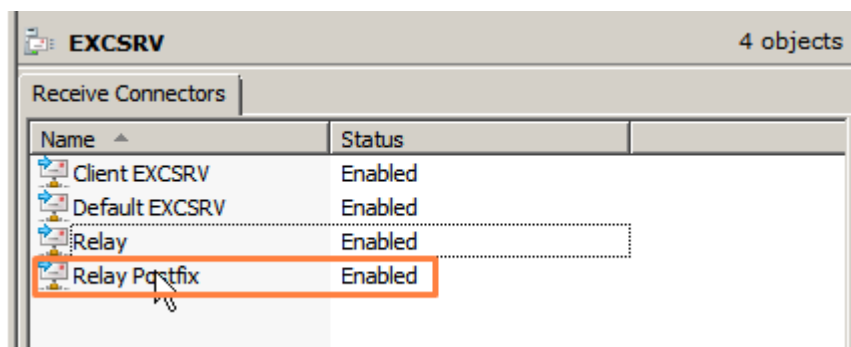 EXCSRV 4 objects
Receive Connectors
Name Status
Client EXCSRV Enabled
Default EXCSRV Enabled
Relay Enabled
Relay Postfix Enabled